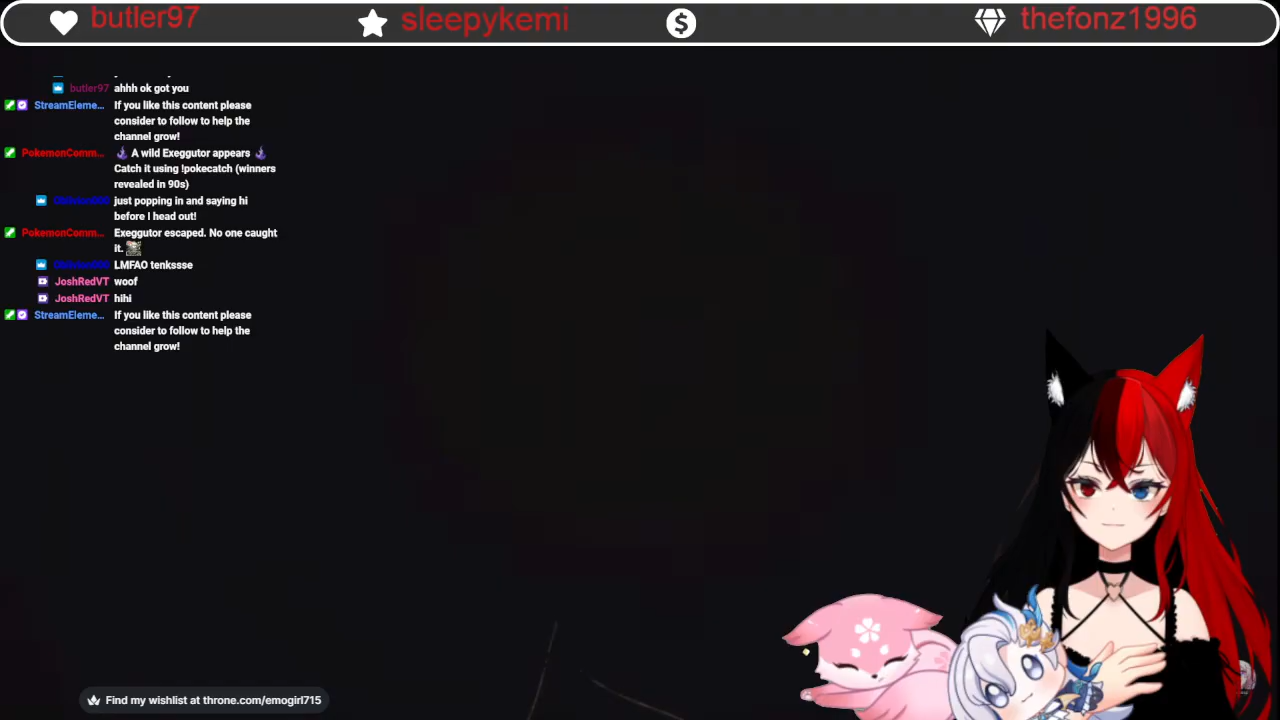 butler97
sleepykemi
thefonz1996
butler97 ahhh ok got you
StreamEleme... If you like this content please
consider to follow to help the
channel grow!
PokemonComm... A wild Exeggutor appears
Catch it using !pokecatch (winners
revealed in 90s)
just popping in and saying hi
before I head out!
PokemonComm... Exeggutor escaped. No one caught
it.
LMFAO tenkssse
JoshRedVT woof
JoshRedVT hihi
StreamEleme... If you like this content please
consider to follow to help the
channel grow!
Find my wishlist at throne.com/emogirl715